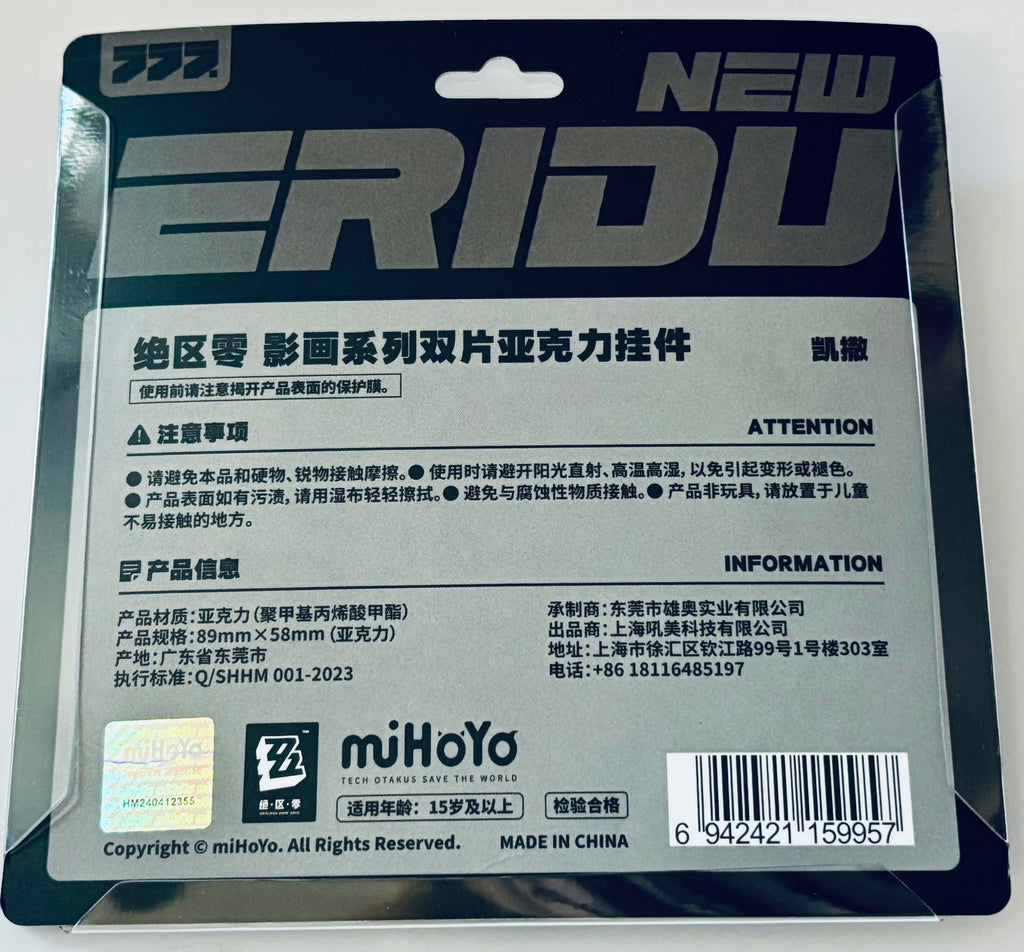 777.
NEW
ERIDU
绝区零 影画系列双片亚克力挂件 凯撒
使用前请注意揭开产品表面的保护膜。
注意事项 ATTENTION
● 请避免本品和硬物、锐物接触摩擦。● 使用时请避开阳光直射、高温高湿，以免引起变形或褪色。
● 产品表面如有污渍，请用湿布轻轻擦拭。● 避免与腐蚀性物质接触。● 产品非玩具，请放置于儿童
不易接触的地方。
产品信息 INFORMATION
产品材质：亚克力（聚甲基丙烯酸甲酯）
产品规格：89mm×58mm（亚克力）
产地：广东省东莞市
执行标准：Q/SHHM 001-2023
承制商：东莞市雄奥实业有限公司
出品商：上海吼美科技有限公司
地址：上海市徐汇区钦江路99号1号楼303室
电话：+86 18116485197
miHoYo
HM240412355
绝·区·零
miHoYo
TECH OTAKUS SAVE THE WORLD
适用年龄：15岁及以上 检验合格
Copyright © miHoYo. All Rights Reserved. MADE IN CHINA
6 942421 159957